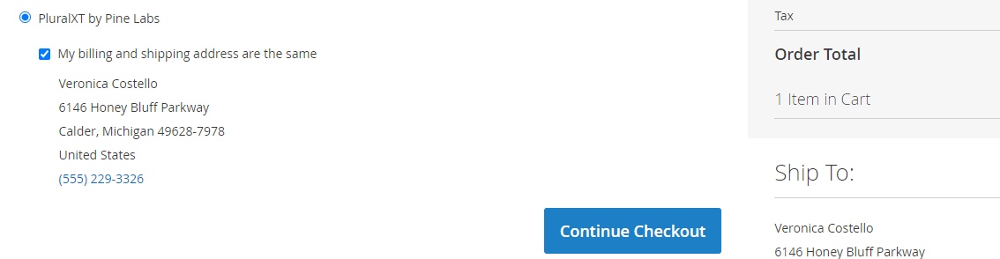 PluralXT by Pine Labs
My billing and shipping address are the same
Veronica Costello
6146 Honey Bluff Parkway
Calder, Michigan 49628-7978
United States
(555) 229-3326
Continue Checkout
Tax
Order Total
1 Item in Cart
Ship To:
Veronica Costello
6146 Honey Bluff Parkway